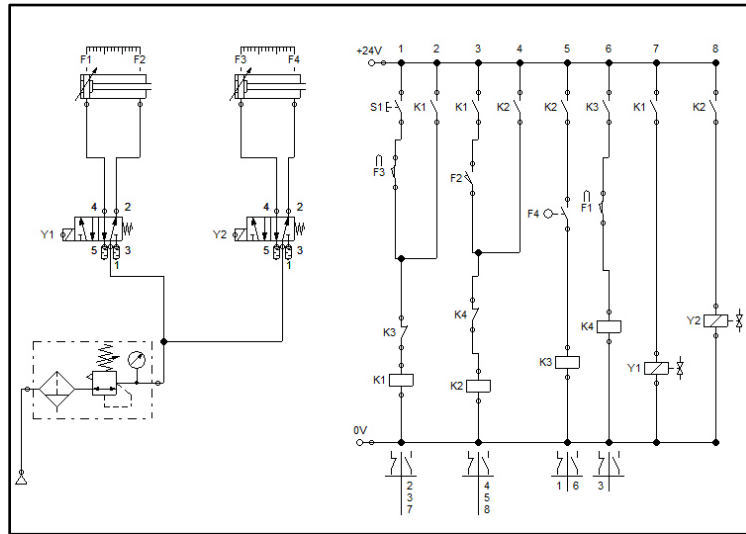 F1 F2 F3 F4
+24V 1 2 3 4 5 6 7 8
S1 K1 K1 K2 K2 K3 K1 K2
F3 F2
F4 F1
4 2 4 2
Y1 Y2
5 3 5 3
1 1
K3 K4 K4 Y2
K1 K2 K3 Y1
0V
2 4 1 6 3
3 5
7 8